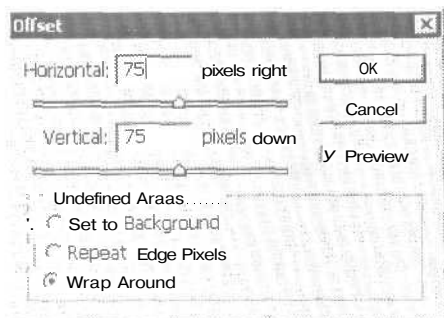 Offset
Horizontal: 75 pixels right
OK
Cancel
Vertical: 75 pixels down
y Preview
Undefined Araas.......
Set to Background
Repeat Edge Pixels
Wrap Around